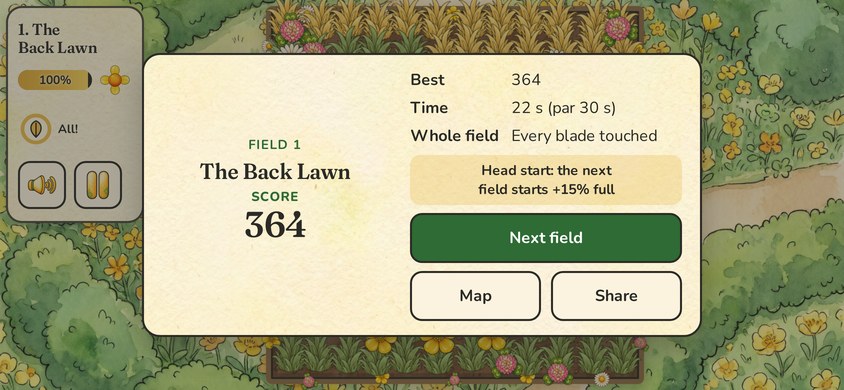 1. The
Back Lawn
100%
All!
FIELD 1
The Back Lawn
SCORE
364
Best 364
Time 22 s (par 30 s)
Whole field Every blade touched
Head start: the next
field starts +15% full
Next field
Map Share